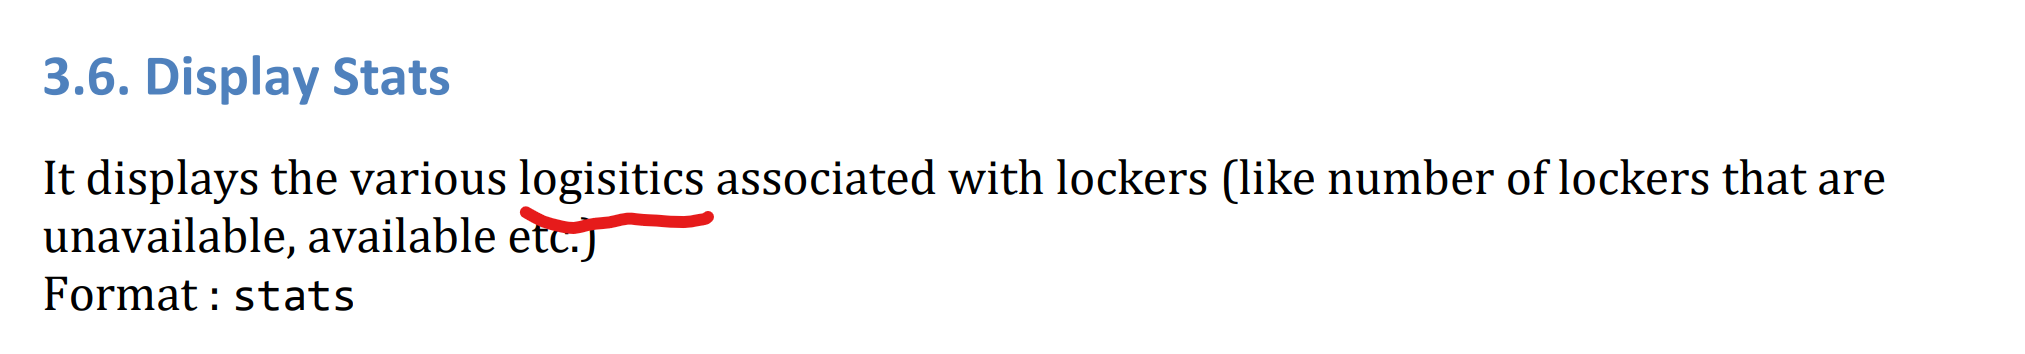 3.6. Display Stats
It displays the various logisitics associated with lockers (like number of lockers that are
unavailable, available etc.)
Format : stats